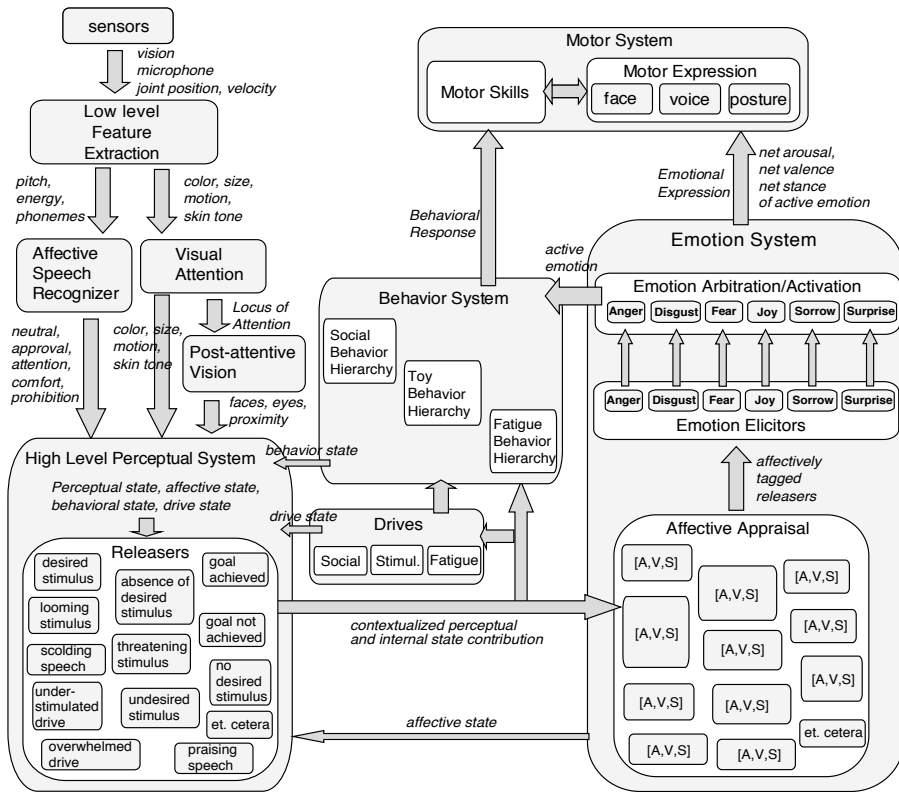 sensors
vision
microphone
joint position, velocity
Low level
Feature
Extraction
pitch,
energy,
phonemes
color, size,
motion,
skin tone
Affective
Speech
Recognizer
Visual
Attention
Locus of
Attention
neutral,
approval,
attention,
comfort,
prohibition
color, size,
motion,
skin tone
Post-attentive
Vision
faces, eyes,
proximity
High Level Perceptual System
Perceptual state, affective state,
behavioral state, drive state
Releasers
desired
stimulus
absence of
desired
stimulus
goal
achieved
looming
stimulus
goal not
achieved
scolding
speech
threatening
stimulus
no
desired
stimulus
under-
stimulated
drive
undesired
stimulus
et. cetera
overwhelmed
drive
praising
speech
Motor System
Motor Skills
Motor Expression
face
voice
posture
Behavioral
Response
Emotional
Expression
net arousal,
net valence
net stance
of active emotion
active
emotion
Behavior System
Social
Behavior
Hierarchy
Toy
Behavior
Hierarchy
Fatigue
Behavior
Hierarchy
behavior state
drive state
Drives
Social
Stimul.
Fatigue
contextualized perceptual
and internal state contribution
affective state
Emotion System
Emotion Arbitration/Activation
Anger
Disgust
Fear
Joy
Sorrow
Surprise
Anger
Disgust
Fear
Joy
Sorrow
Surprise
Emotion Elicitors
affectively
tagged
releasers
Affective Appraisal
[A,V,S]
[A,V,S]
[A,V,S]
[A,V,S]
[A,V,S]
[A,V,S]
[A,V,S]
[A,V,S]
[A,V,S]
et. cetera
[A,V,S]
[A,V,S]